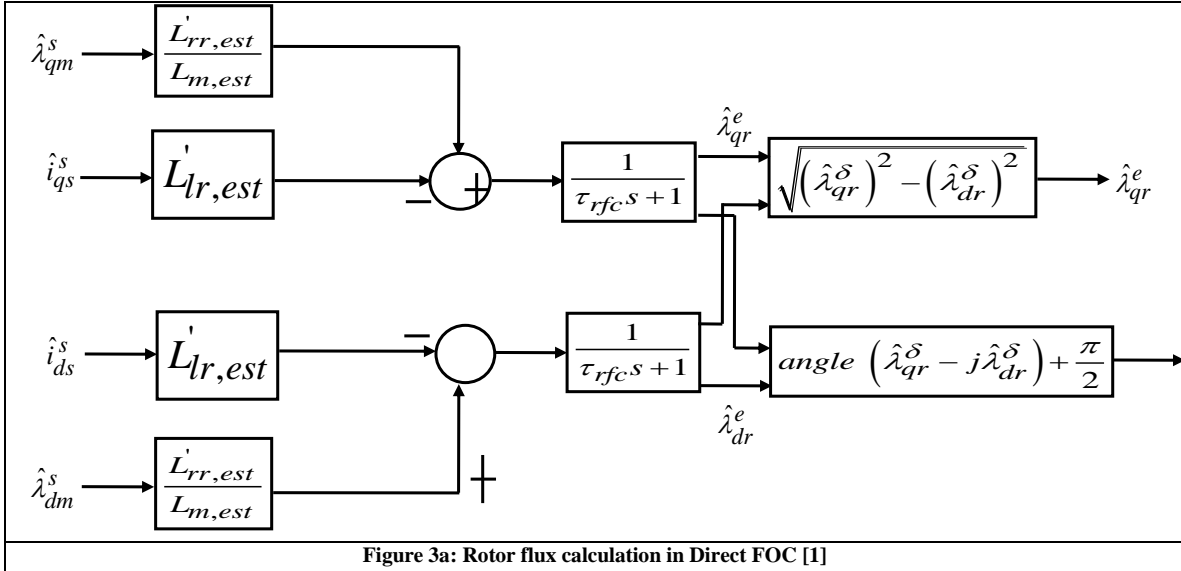 λ̂ˢqm
L'rr,est / Lm,est
îˢqs
L'lr,est
−
+
1 / (τrfc s + 1)
λ̂ᵉqr
√((λ̂^δqr)² − (λ̂^δdr)²)
λ̂ᵉqr
îˢds
L'lr,est
−
+
1 / (τrfc s + 1)
λ̂ᵉdr
angle (λ̂^δqr − jλ̂^δdr) + π/2
λ̂ˢdm
L'rr,est / Lm,est
Figure 3a: Rotor flux calculation in Direct FOC [1]